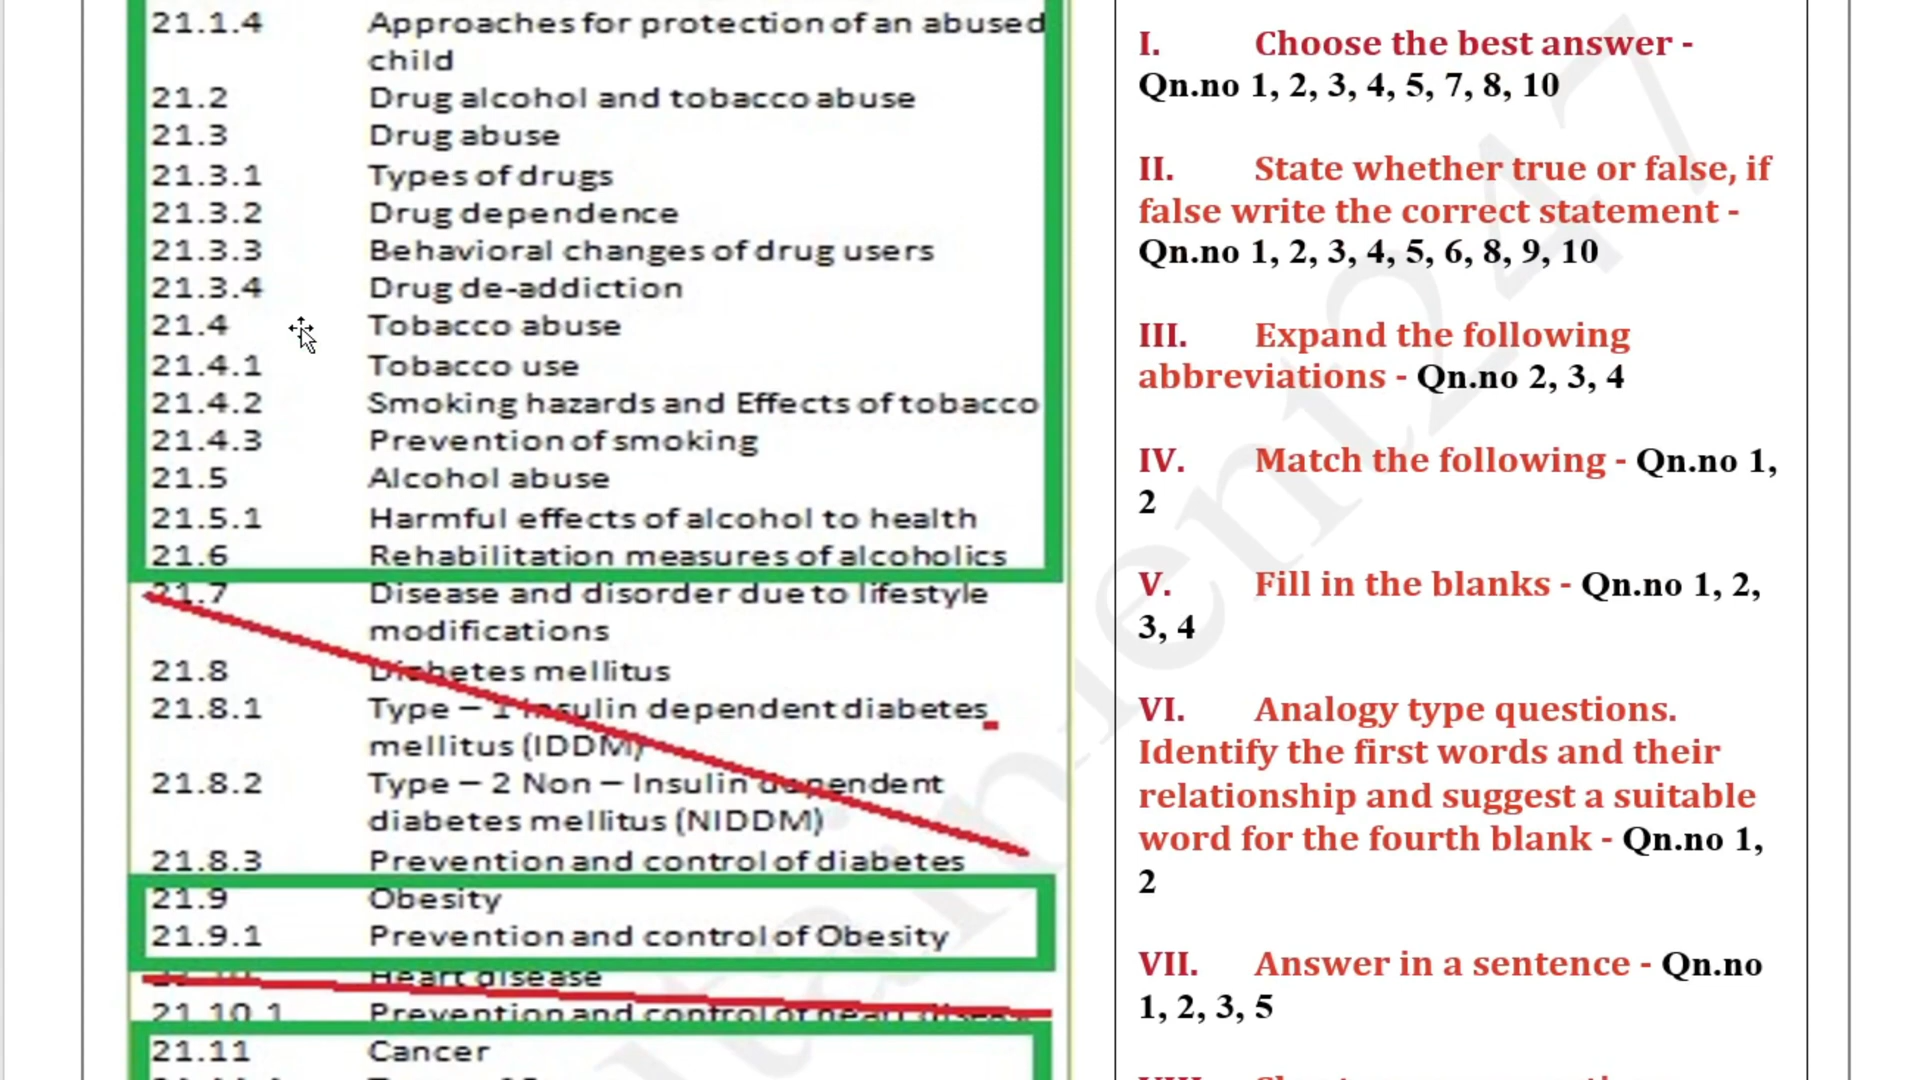 21.1.4 Approaches for protection of an abused
child
21.2 Drug alcohol and tobacco abuse
21.3 Drug abuse
21.3.1 Types of drugs
21.3.2 Drug dependence
21.3.3 Behavioral changes of drug users
21.3.4 Drug de-addiction
21.4 Tobacco abuse
21.4.1 Tobacco use
21.4.2 Smoking hazards and Effects of tobacco
21.4.3 Prevention of smoking
21.5 Alcohol abuse
21.5.1 Harmful effects of alcohol to health
21.6 Rehabilitation measures of alcoholics
21.7 Disease and disorder due to lifestyle
modifications
21.8 Diabetes mellitus
21.8.1 Type – 1 Insulin dependent diabetes
mellitus (IDDM)
21.8.2 Type – 2 Non – Insulin dependent
diabetes mellitus (NIDDM)
21.8.3 Prevention and control of diabetes
21.9 Obesity
21.9.1 Prevention and control of Obesity
Heart disease
21.10.1 Prevention and control of heart disease
21.11 Cancer
I. Choose the best answer -
Qn.no 1, 2, 3, 4, 5, 7, 8, 10
II. State whether true or false, if
false write the correct statement -
Qn.no 1, 2, 3, 4, 5, 6, 8, 9, 10
III. Expand the following
abbreviations - Qn.no 2, 3, 4
IV. Match the following - Qn.no 1,
2
V. Fill in the blanks - Qn.no 1, 2,
3, 4
VI. Analogy type questions.
Identify the first words and their
relationship and suggest a suitable
word for the fourth blank - Qn.no 1,
2
VII. Answer in a sentence - Qn.no
1, 2, 3, 5